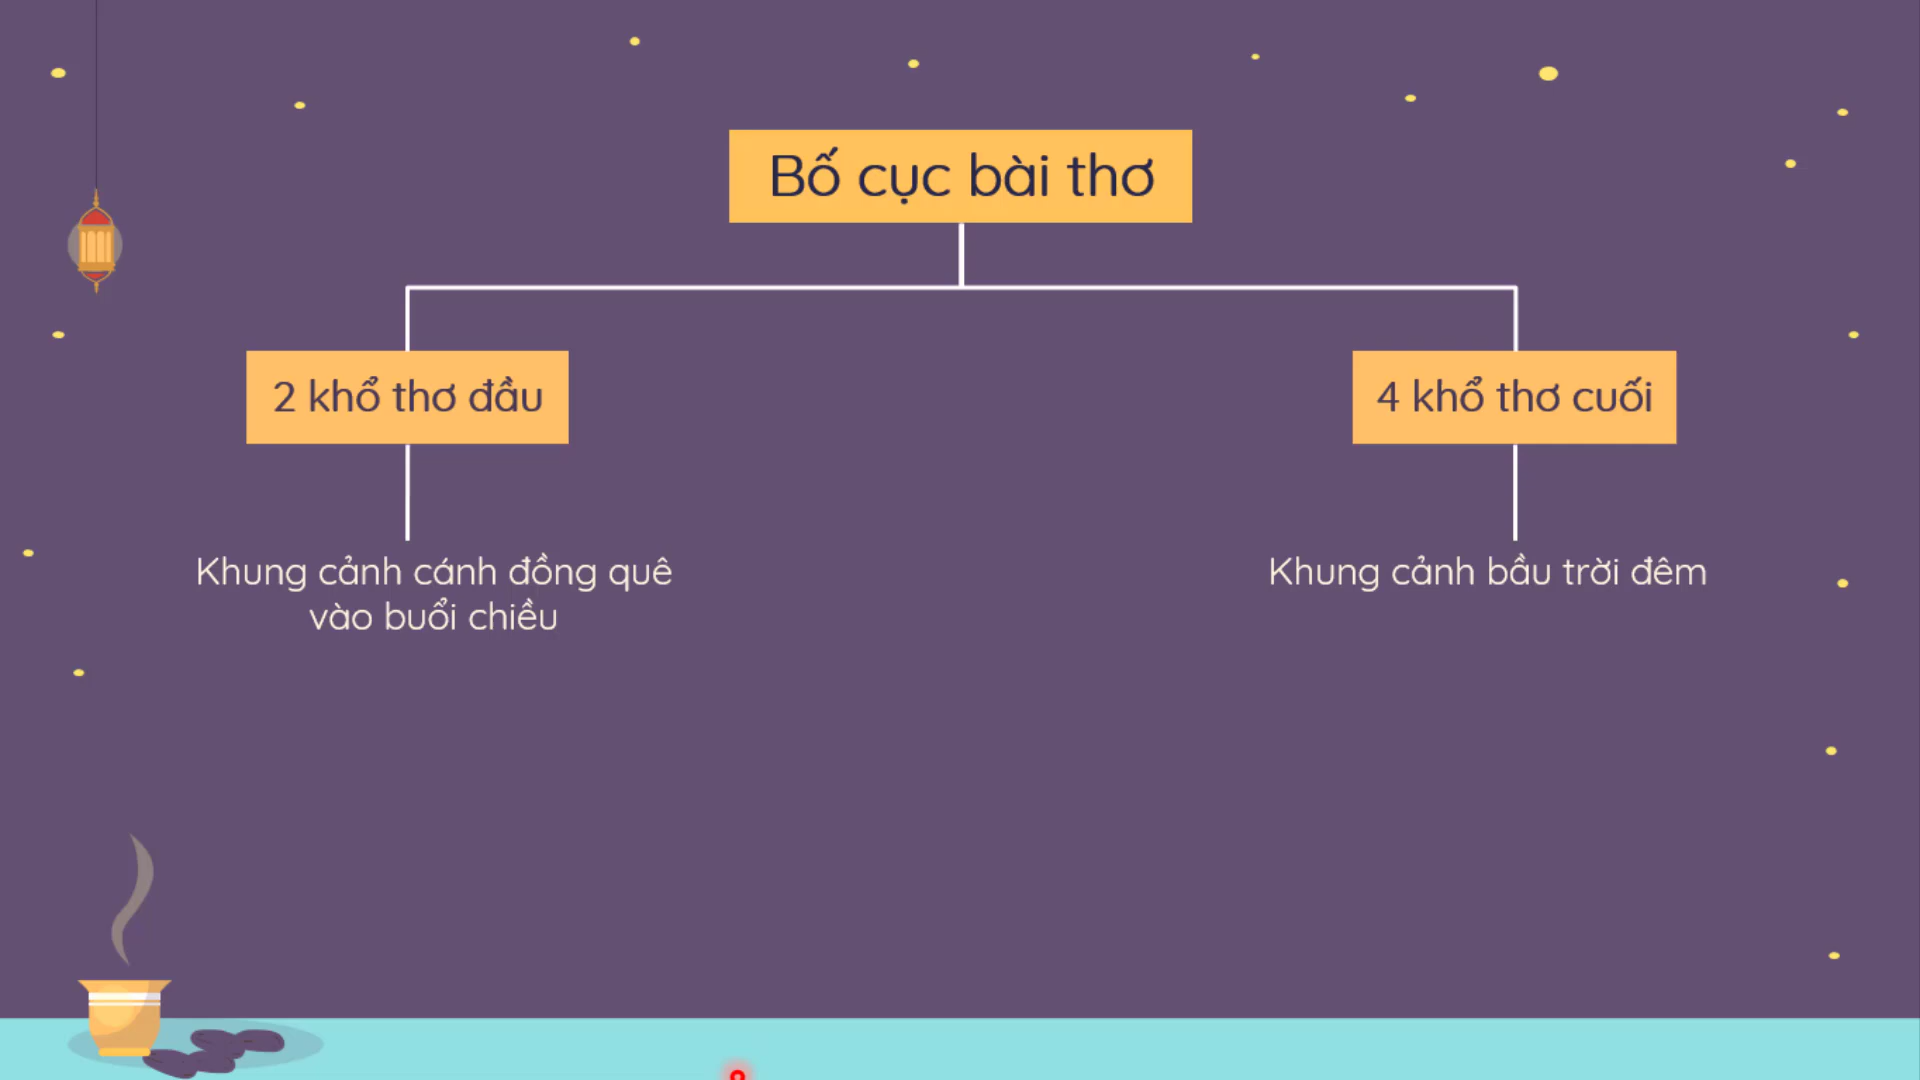 Bố cục bài thơ
2 khổ thơ đầu
4 khổ thơ cuối
Khung cảnh cánh đồng quê
vào buổi chiều
Khung cảnh bầu trời đêm